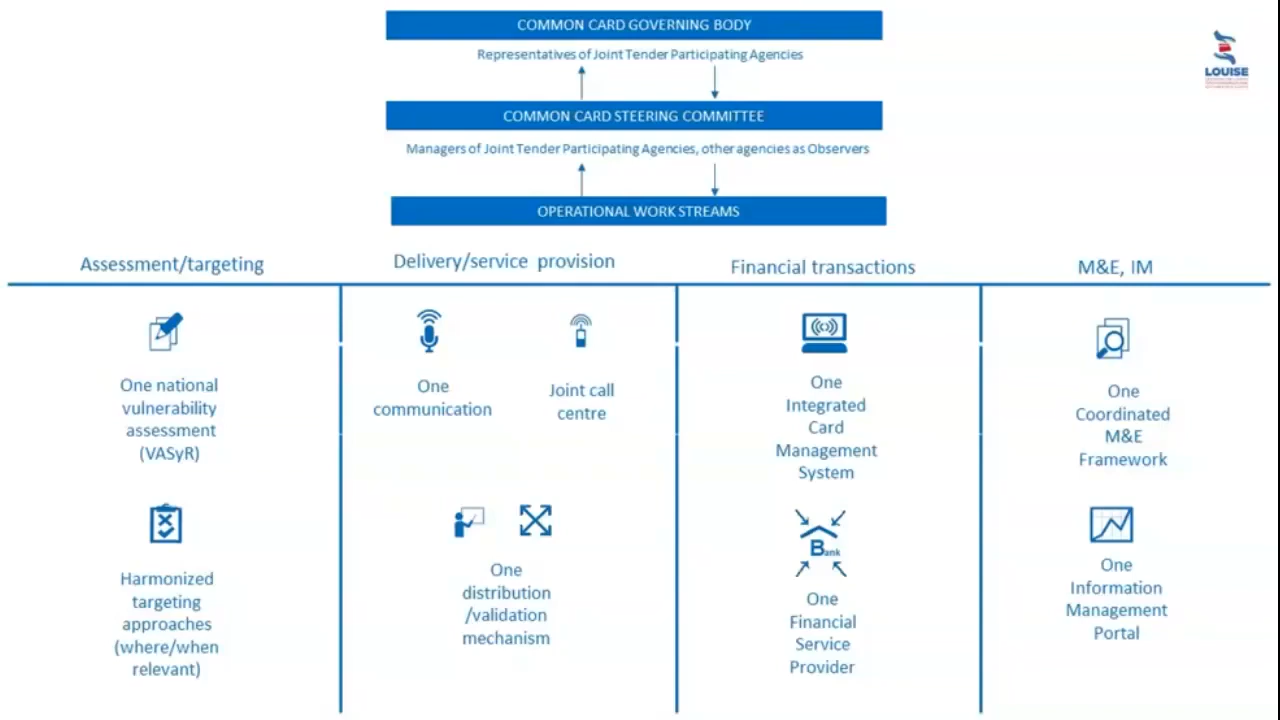 COMMON CARD GOVERNING BODY
Representatives of Joint Tender Participating Agencies
LOUISE
COMMON CARD STEERING COMMITTEE
Managers of Joint Tender Participating Agencies, other agencies as Observers
OPERATIONAL WORK STREAMS
Assessment/targeting
Delivery/service provision
Financial transactions
M&E, IM
One national
vulnerability
assessment
(VASyR)
Harmonized
targeting
approaches
(where/when
relevant)
One
communication
Joint call
centre
One
distribution
/validation
mechanism
One
Integrated
Card
Management
System
Bank
One
Financial
Service
Provider
One
Coordinated
M&E
Framework
One
Information
Management
Portal